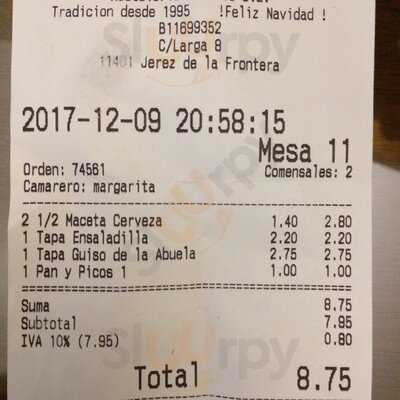 Tradicion desde 1995 !Feliz Navidad !
B11699352
C/Larga 8
11401 Jerez de la Frontera
2017-12-09 20:58:15
Mesa 11
Orden: 74561 Comensales: 2
Camarero: margarita
2 1/2 Maceta Cerveza 1.40 2.80
1 Tapa Ensaladilla 2.20 2.20
1 Tapa Guiso de la Abuela 2.75 2.75
1 Pan y Picos 1 1.00 1.00
Suma 8.75
Subtotal 7.95
IVA 10% (7.95) 0.80
Total 8.75